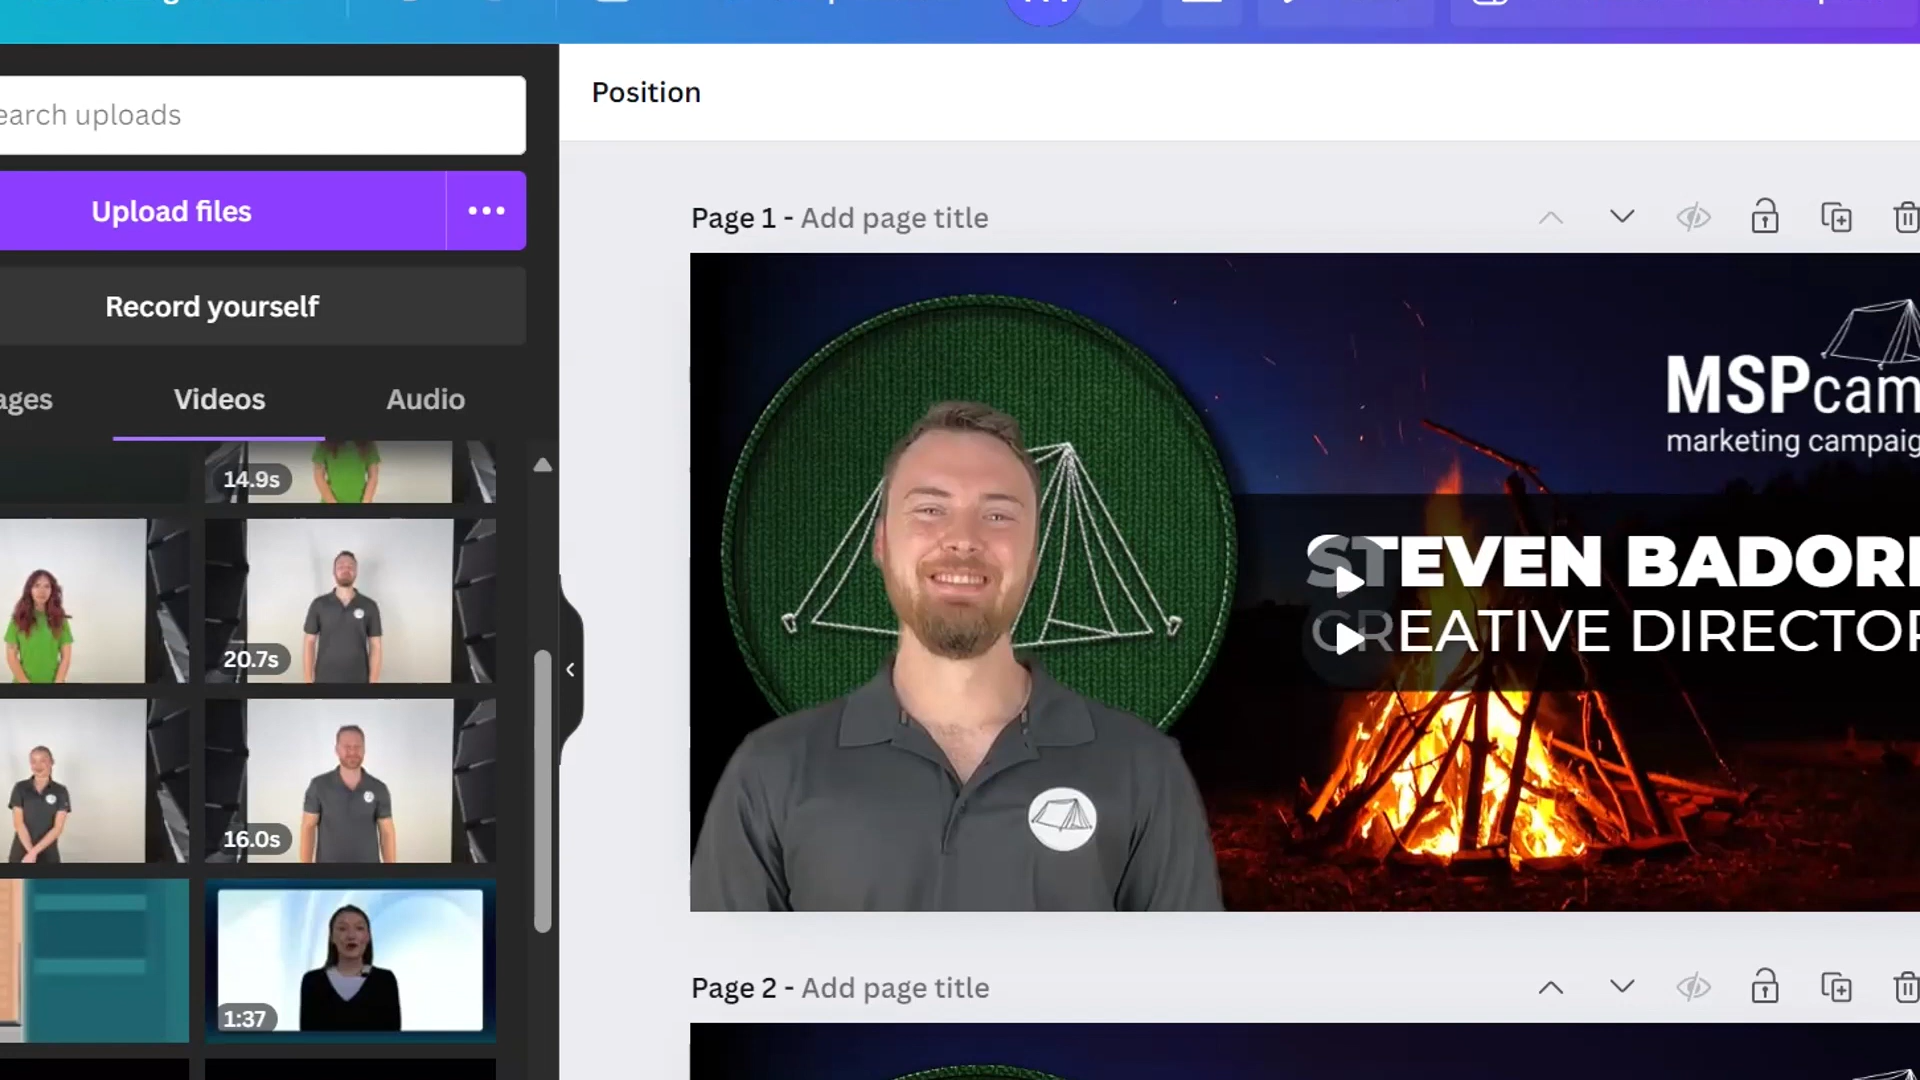 earch uploads
Position
Upload files
Record yourself
ages
Videos
Audio
14.9s
20.7s
16.0s
1:37
Page 1 - Add page title
MSPcam
marketing campaig
STEVEN BADOR
CREATIVE DIRECTOR
Page 2 - Add page title